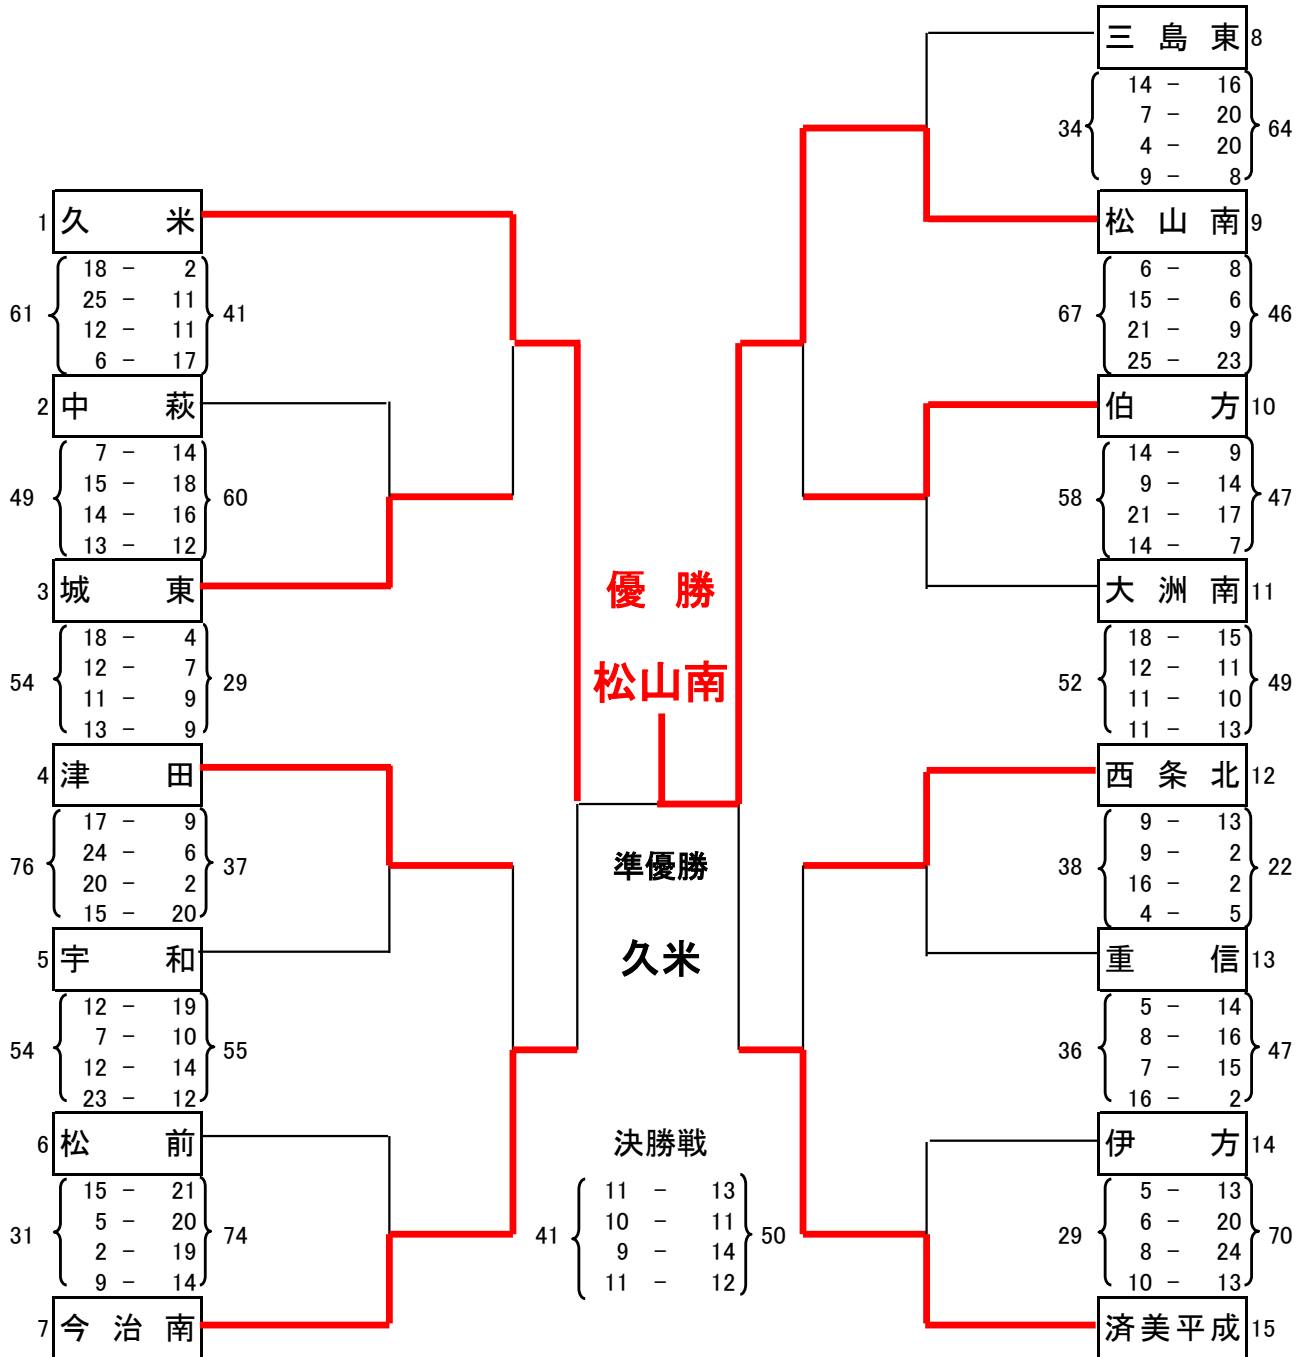 1 久米
18 - 2
25 - 11
61 41
12 - 11
6 - 17
2 中萩
7 - 14
15 - 18
49 60
14 - 16
13 - 12
3 城東
18 - 4
12 - 7
54 29
11 - 9
13 - 9
4 津田
17 - 9
24 - 6
76 37
20 - 2
15 - 20
5 宇和
12 - 19
7 - 10
54 55
12 - 14
23 - 12
6 松前
15 - 21
5 - 20
31 74
2 - 19
9 - 14
7 今治南
優勝
松山南
準優勝
久米
決勝戦
11 - 13
10 - 11
41 50
9 - 14
11 - 12
三島東 8
14 - 16
7 - 20
34 64
4 - 20
9 - 8
松山南 9
6 - 8
15 - 6
67 46
21 - 9
25 - 23
伯方 10
14 - 9
9 - 14
58 47
21 - 17
14 - 7
大洲南 11
18 - 15
12 - 11
52 49
11 - 10
11 - 13
西条北 12
9 - 13
9 - 2
38 22
16 - 2
4 - 5
重信 13
5 - 14
8 - 16
36 47
7 - 15
16 - 2
伊方 14
5 - 13
6 - 20
29 70
8 - 24
10 - 13
済美平成 15